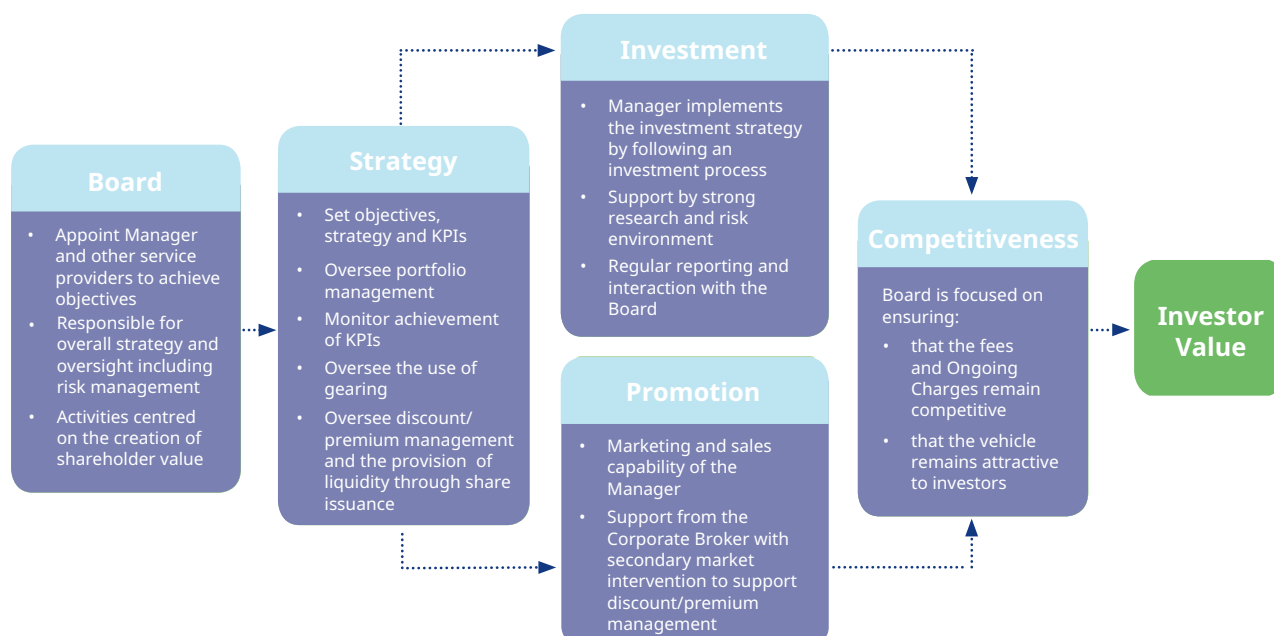 Board
• Appoint Manager
and other service
providers to achieve
objectives
• Responsible for
overall strategy and
oversight including
risk management
• Activities centred
on the creation of
shareholder value
Strategy
• Set objectives,
strategy and KPIs
• Oversee portfolio
management
• Monitor achievement
of KPIs
• Oversee the use of
gearing
• Oversee discount/
premium management
and the provision  of
liquidity through share
issuance
Investment
• Manager implements
the investment strategy
by following an
investment process
• Support by strong
research and risk
environment
• Regular reporting and
interaction with the
Board
Promotion
• Marketing and sales
capability of the
Manager
• Support from the
Corporate Broker with
secondary market
intervention to support
discount/premium
management
Competitiveness
Board is focused on
ensuring:
• that the fees
and Ongoing
Charges remain
competitive
• that the vehicle
remains attractive
to investors
Investor
Value